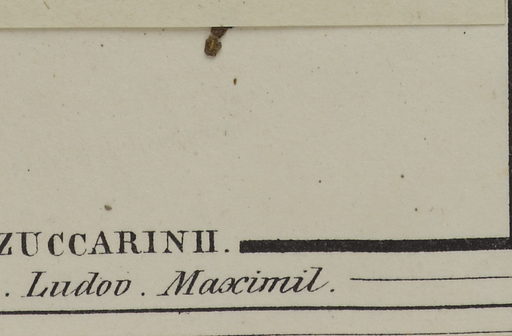 ZUCCARINII.
. Ludov. Maximil.